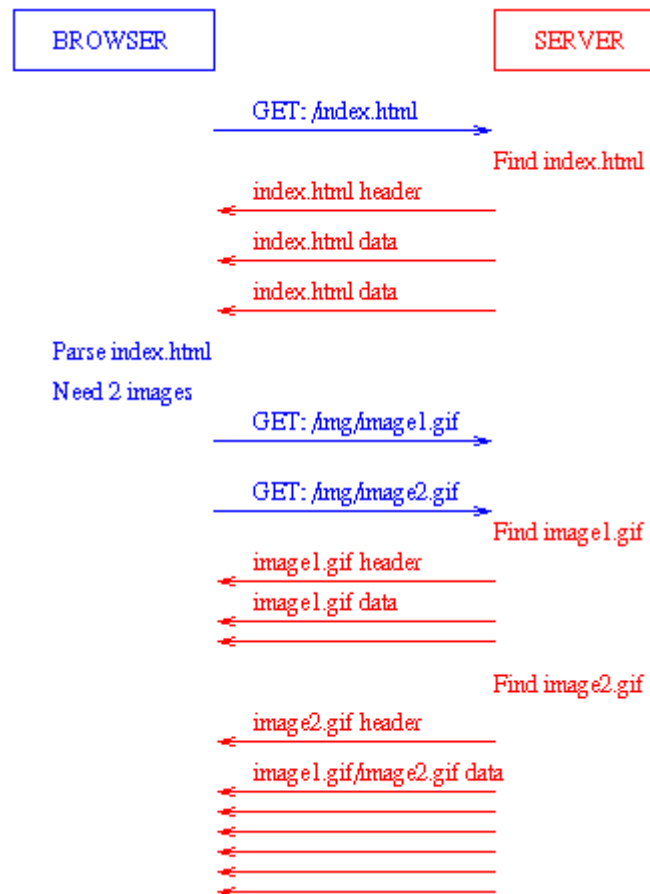 BROWSER
SERVER
GET: /index.html
Find index.html
index.html header
index.html data
index.html data
Parse index.html
Need 2 images
GET: /img/image1.gif
GET: /img/image2.gif
Find image1.gif
image1.gif header
image1.gif data
Find image2.gif
image2.gif header
image1.gif/image2.gif data